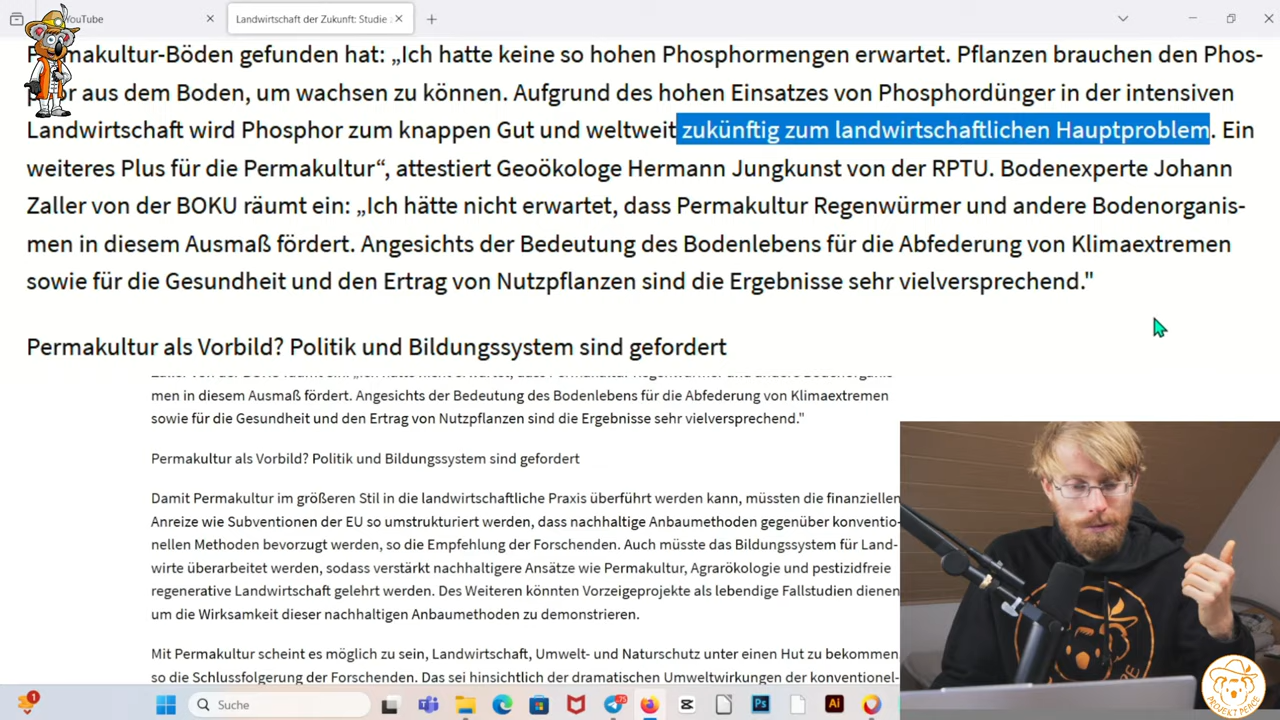 YouTube
Landwirtschaft der Zukunft: Studie
makultur-Böden gefunden hat: „Ich hatte keine so hohen Phosphormengen erwartet. Pflanzen brauchen den Phos-
aus dem Boden, um wachsen zu können. Aufgrund des hohen Einsatzes von Phosphordünger in der intensiven
Landwirtschaft wird Phosphor zum knappen Gut und weltweit zukünftig zum landwirtschaftlichen Hauptproblem. Ein
weiteres Plus für die Permakultur“, attestiert Geoökologe Hermann Jungkunst von der RPTU. Bodenexperte Johann
Zaller von der BOKU räumt ein: „Ich hätte nicht erwartet, dass Permakultur Regenwürmer und andere Bodenorganis-
men in diesem Ausmaß fördert. Angesichts der Bedeutung des Bodenlebens für die Abfederung von Klimaextremen
sowie für die Gesundheit und den Ertrag von Nutzpflanzen sind die Ergebnisse sehr vielversprechend."
Permakultur als Vorbild? Politik und Bildungssystem sind gefordert
men in diesem Ausmaß fördert. Angesichts der Bedeutung des Bodenlebens für die Abfederung von Klimaextremen
sowie für die Gesundheit und den Ertrag von Nutzpflanzen sind die Ergebnisse sehr vielversprechend."
Permakultur als Vorbild? Politik und Bildungssystem sind gefordert
Damit Permakultur im größeren Stil in die landwirtschaftliche Praxis überführt werden kann, müssten die finanziellen
Anreize wie Subventionen der EU so umstrukturiert werden, dass nachhaltige Anbaumethoden gegenüber konventio-
nellen Methoden bevorzugt werden, so die Empfehlung der Forschenden. Auch müsste das Bildungssystem für Land-
wirte überarbeitet werden, sodass verstärkt nachhaltigere Ansätze wie Permakultur, Agrarökologie und pestizidfreie
regenerative Landwirtschaft gelehrt werden. Des Weiteren könnten Vorzeigeprojekte als lebendige Fallstudien dienen
um die Wirksamkeit dieser nachhaltigen Anbaumethoden zu demonstrieren.
Mit Permakultur scheint es möglich zu sein, Landwirtschaft, Umwelt- und Naturschutz unter einen Hut zu bekommen
so die Schlussfolgerung der Forschenden. Das sei hinsichtlich der dramatischen Umweltwirkungen der konventionel-
PROJEKT PEACE
1
Suche
75
Ps
Ai